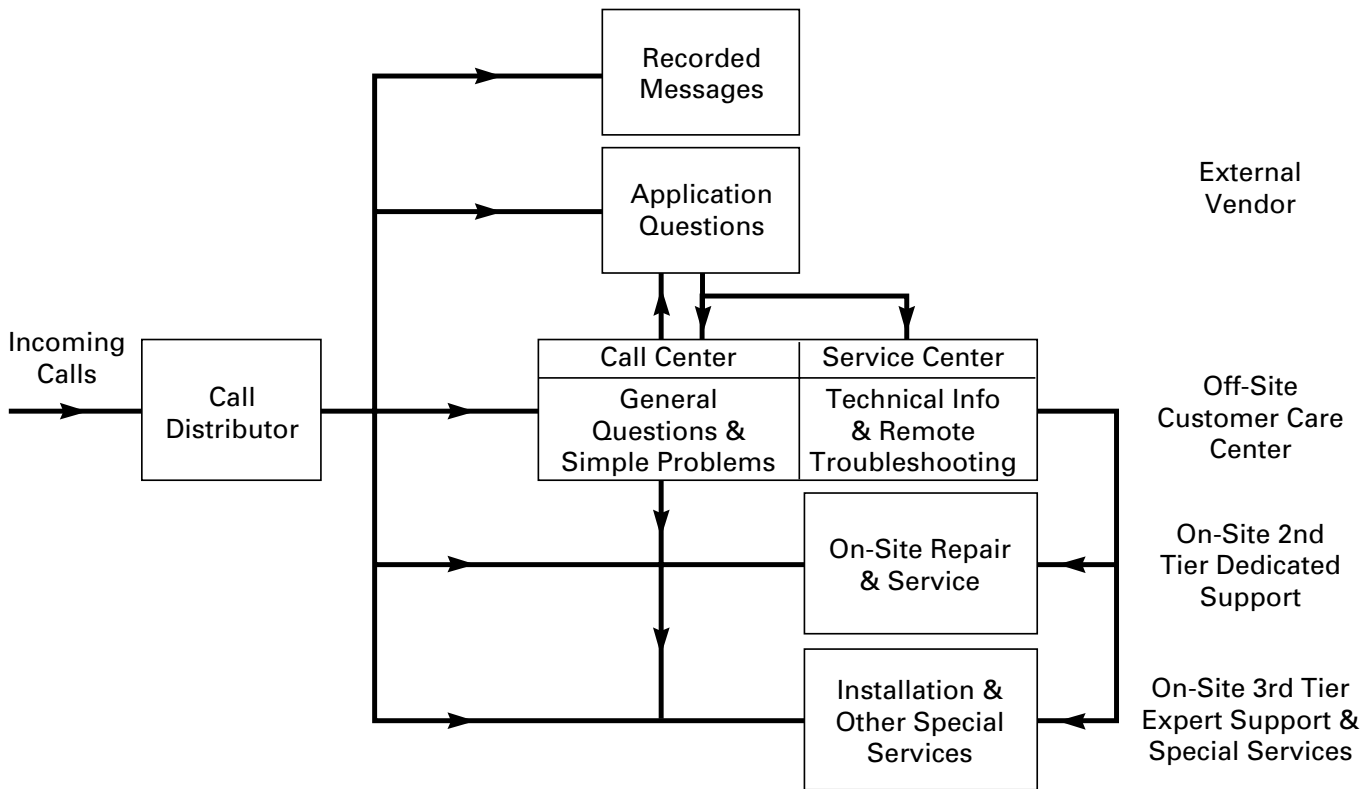 Recorded
Messages
Application
Questions
External
Vendor
Incoming
Calls
Call
Distributor
Call Center
Service Center
General
Questions &
Simple Problems
Technical Info
& Remote
Troubleshooting
Off-Site
Customer Care
Center
On-Site Repair
& Service
On-Site 2nd
Tier Dedicated
Support
Installation &
Other Special
Services
On-Site 3rd Tier
Expert Support &
Special Services